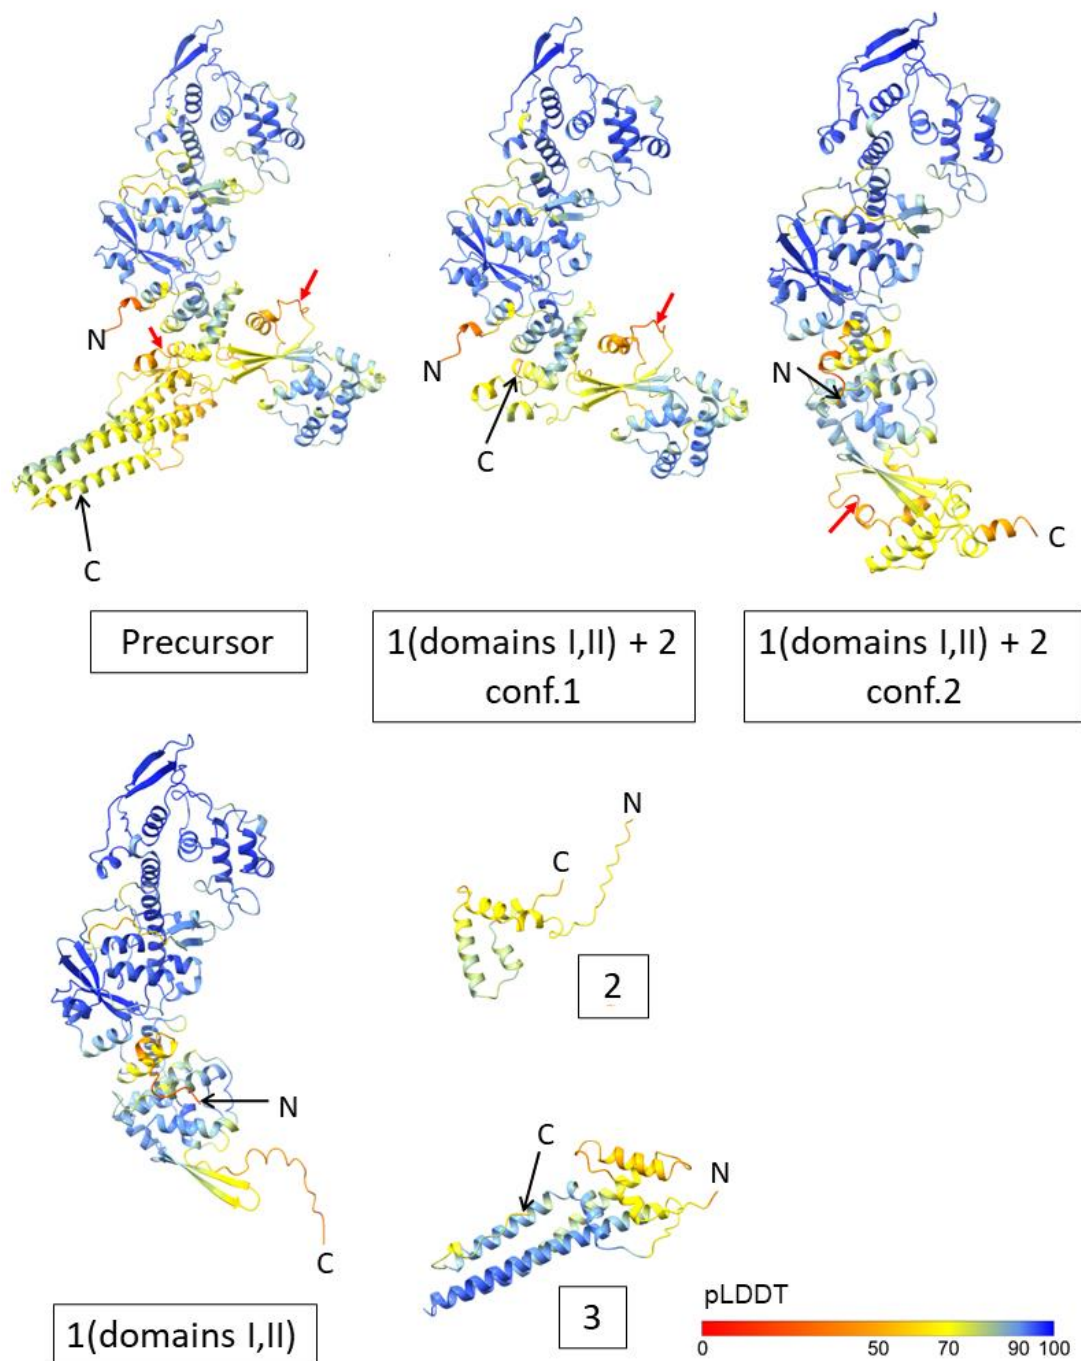 N
C
Precursor
N
C
1(domains I,II) + 2
conf.1
N
C
1(domains I,II) + 2
conf.2
N
C
1(domains I,II)
N
C
2
C
N
3
pLDDT
0 50 70 90 100